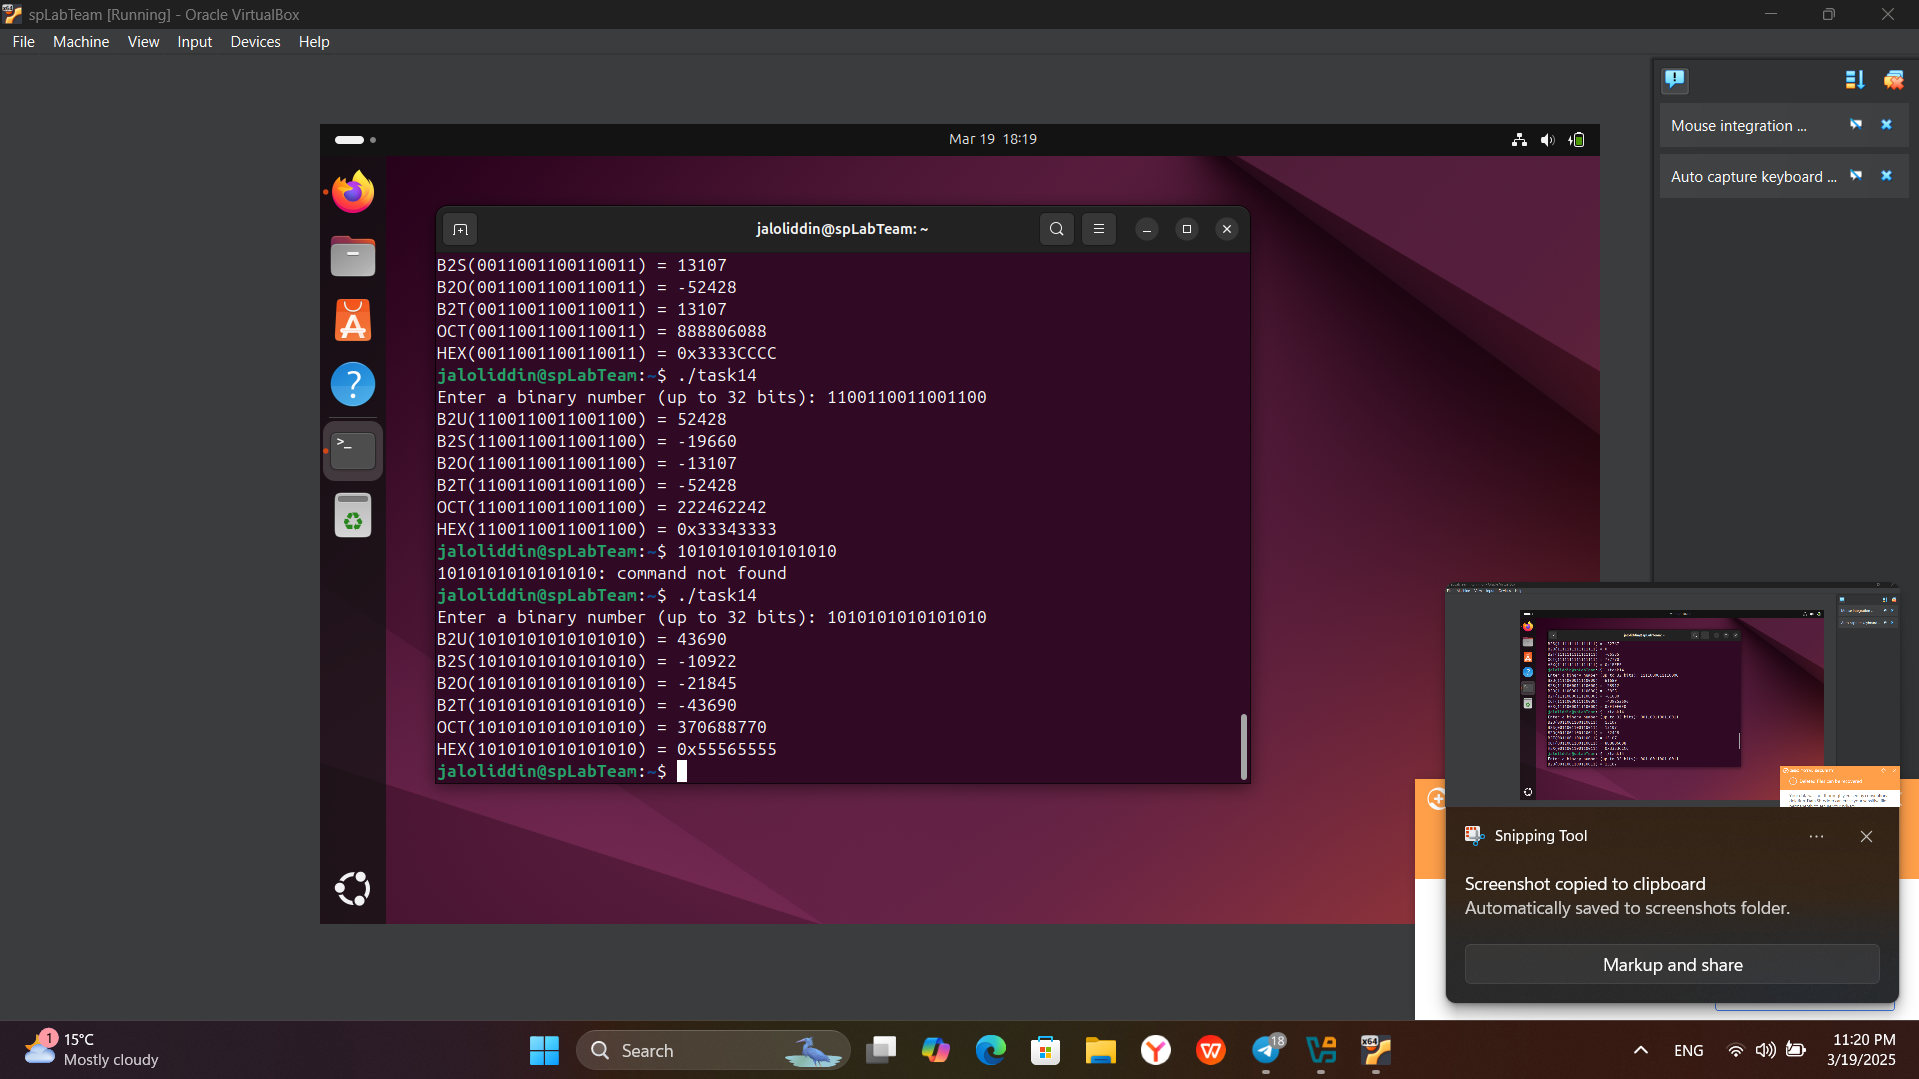 spLabTeam [Running] - Oracle VirtualBox
File Machine View Input Devices Help
Mouse integration ...
Auto capture keyboard ...
Mar 19 18:19
jaloliddin@spLabTeam: ~
B2S(0011001100110011) = 13107
B2O(0011001100110011) = -52428
B2T(0011001100110011) = 13107
OCT(0011001100110011) = 888806088
HEX(0011001100110011) = 0x3333CCCC
jaloliddin@spLabTeam:~$ ./task14
Enter a binary number (up to 32 bits): 1100110011001100
B2U(1100110011001100) = 52428
B2S(1100110011001100) = -19660
B2O(1100110011001100) = -13107
B2T(1100110011001100) = -52428
OCT(1100110011001100) = 222462242
HEX(1100110011001100) = 0x33343333
jaloliddin@spLabTeam:~$ 1010101010101010
1010101010101010: command not found
jaloliddin@spLabTeam:~$ ./task14
Enter a binary number (up to 32 bits): 1010101010101010
B2U(1010101010101010) = 43690
B2S(1010101010101010) = -10922
B2O(1010101010101010) = -21845
B2T(1010101010101010) = -43690
OCT(1010101010101010) = 370688770
HEX(1010101010101010) = 0x55565555
jaloliddin@spLabTeam:~$
Snipping Tool
Screenshot copied to clipboard
Automatically saved to screenshots folder.
Markup and share
1
15°C
Mostly cloudy
Search
18
x64
ENG
11:20 PM
3/19/2025